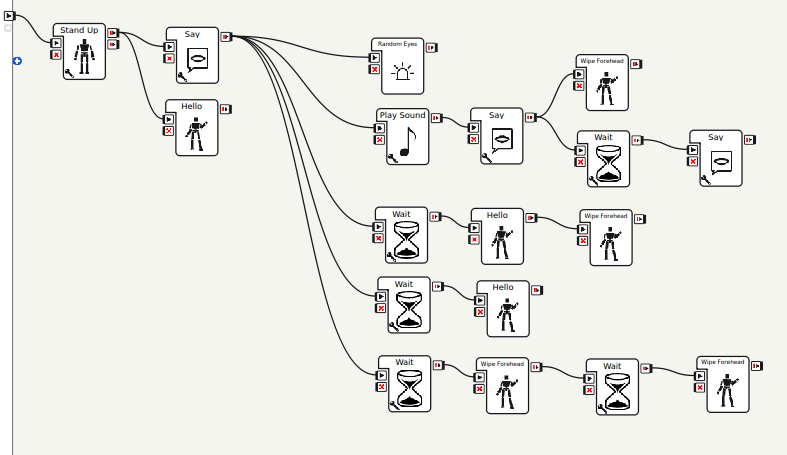 Stand Up
Say
Hello
Random Eyes
Play Sound
Say
Wipe Forehead
Wait
Say
Wait
Hello
Wipe Forehead
Wait
Hello
Wait
Wipe Forehead
Wait
Wipe Forehead